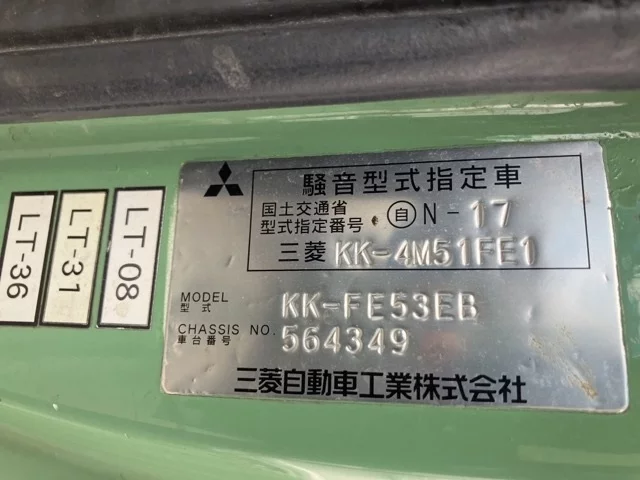 騒音型式指定車
国土交通省
型式指定番号 自 N-17
三菱 KK-4M51FE1
MODEL
型式 KK-FE53EB
CHASSIS NO.
車台番号 564349
三菱自動車工業株式会社
LT-36
LT-31
LT-08